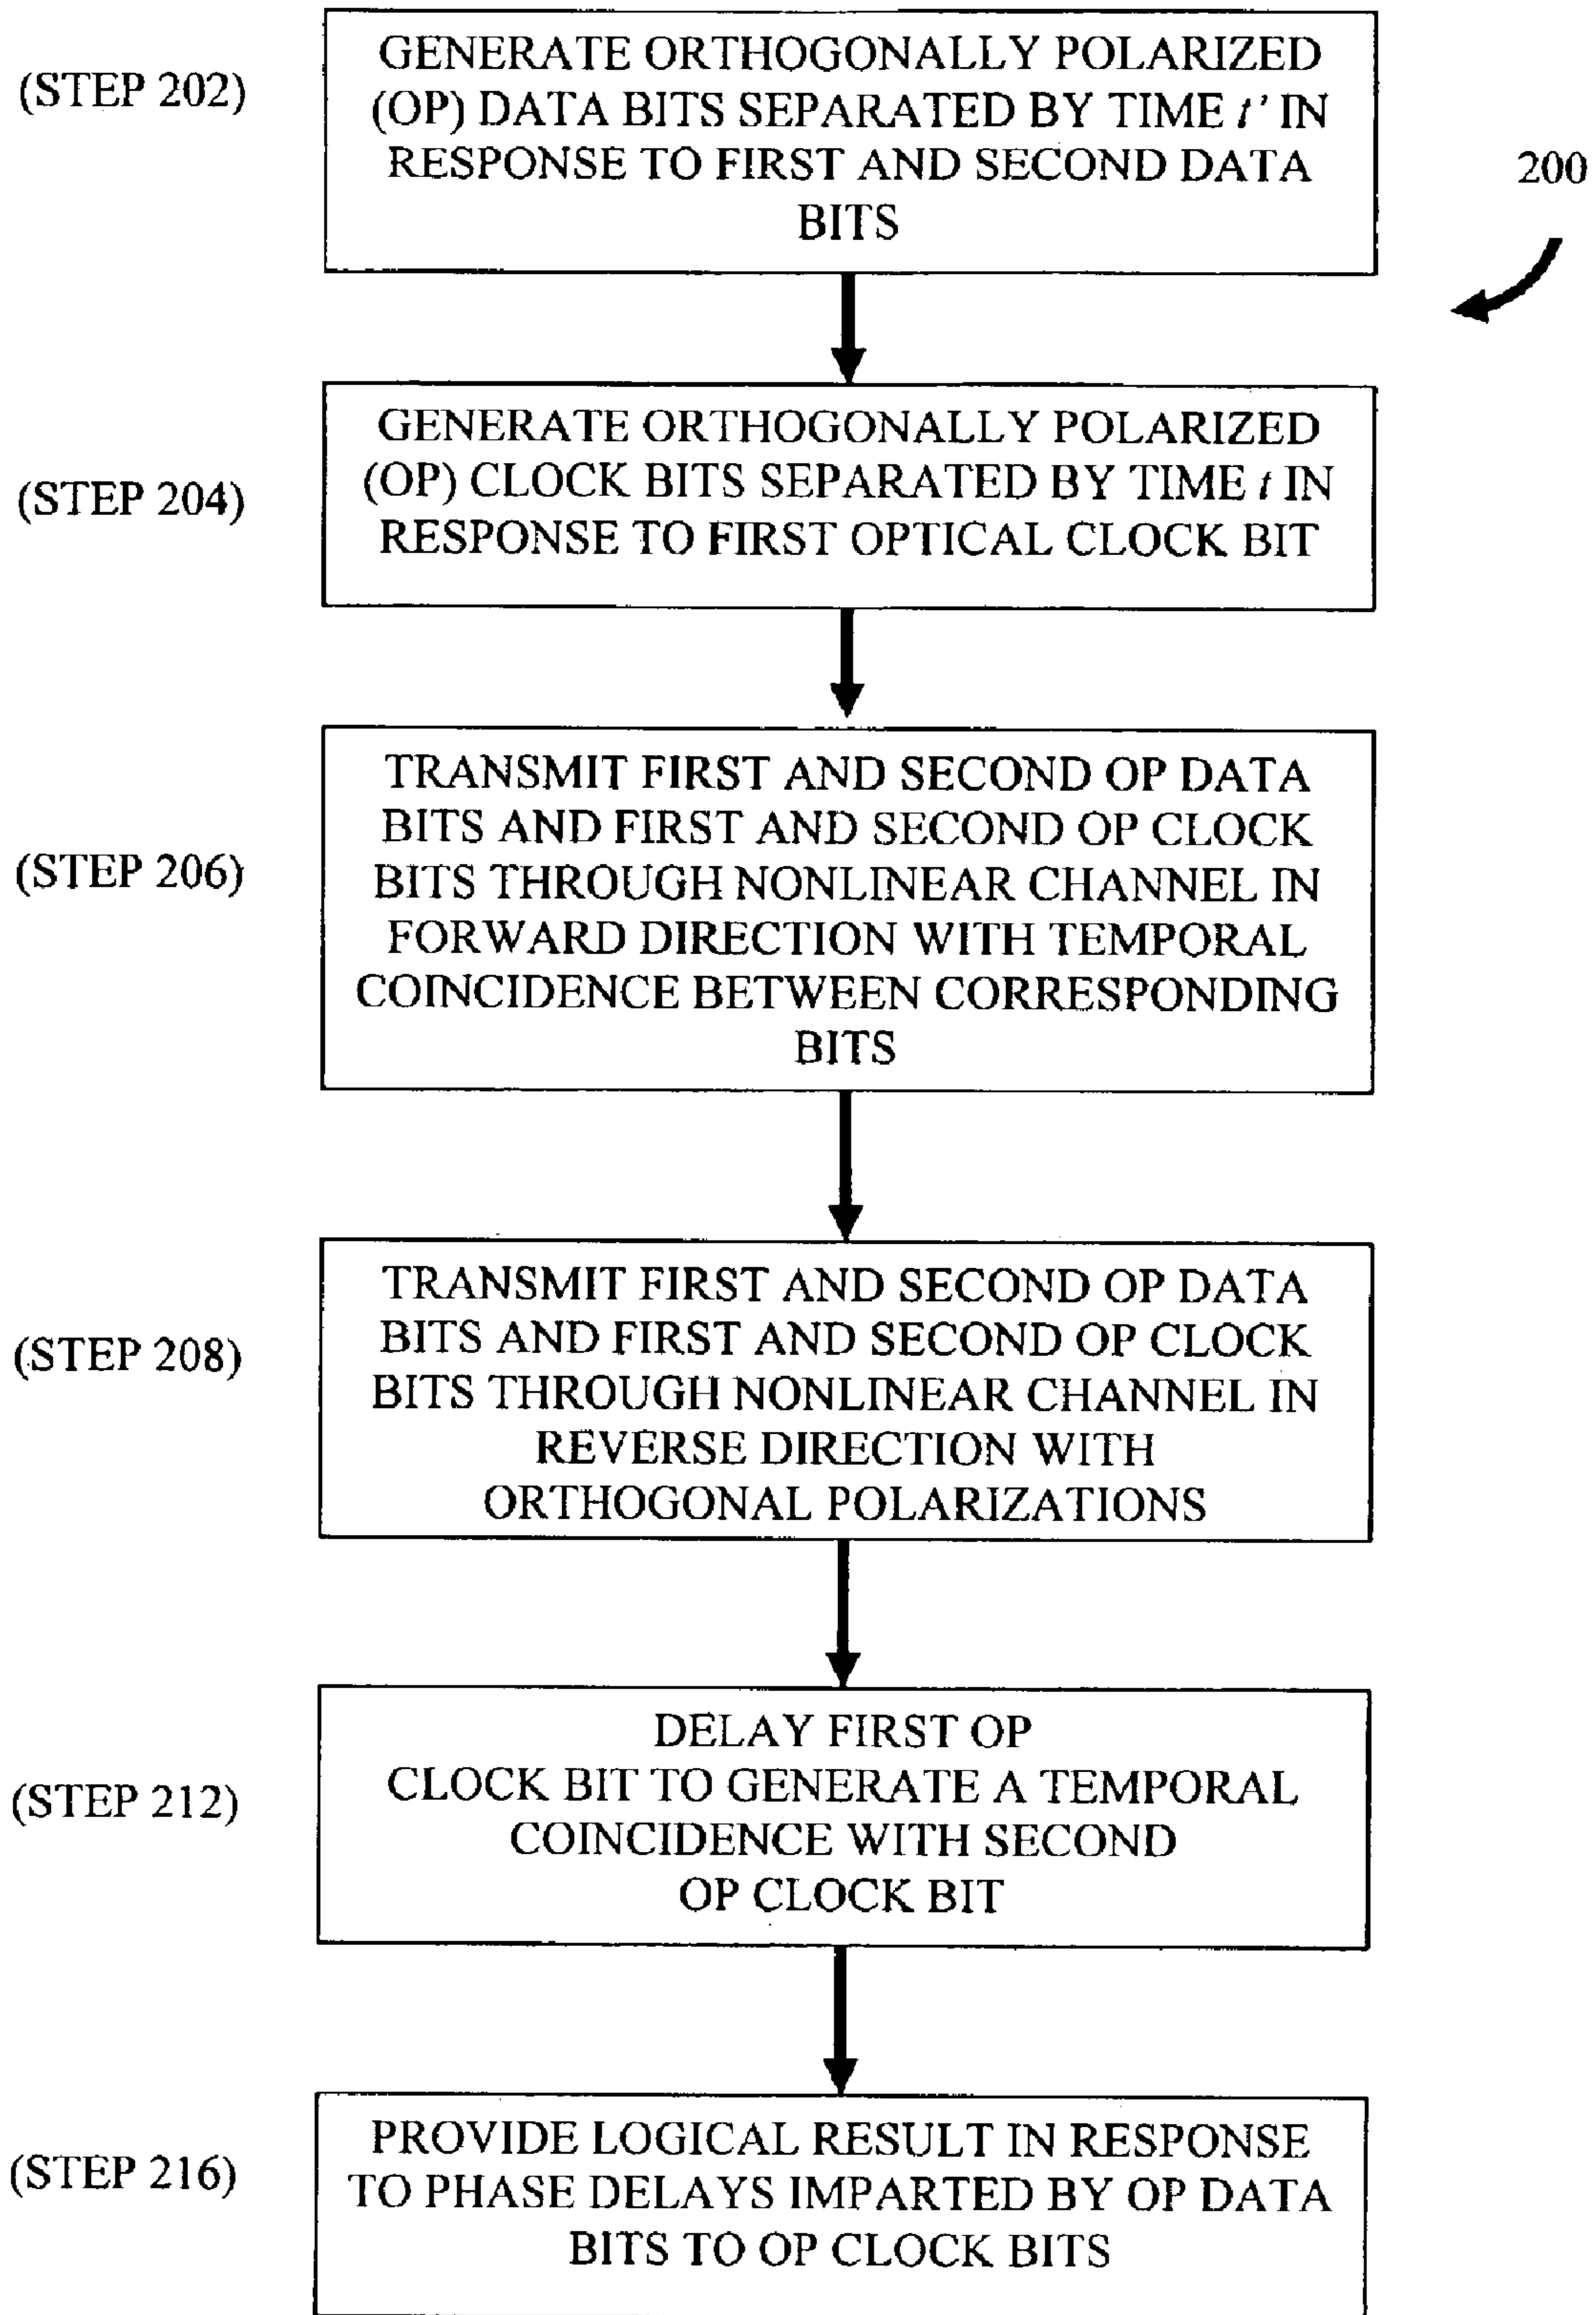 (STEP 202)
GENERATE ORTHOGONALLY POLARIZED
(OP) DATA BITS SEPARATED BY TIME t' IN
RESPONSE TO FIRST AND SECOND DATA
BITS
200
(STEP 204)
GENERATE ORTHOGONALLY POLARIZED
(OP) CLOCK BITS SEPARATED BY TIME t IN
RESPONSE TO FIRST OPTICAL CLOCK BIT
(STEP 206)
TRANSMIT FIRST AND SECOND OP DATA
BITS AND FIRST AND SECOND OP CLOCK
BITS THROUGH NONLINEAR CHANNEL IN
FORWARD DIRECTION WITH TEMPORAL
COINCIDENCE BETWEEN CORRESPONDING
BITS
(STEP 208)
TRANSMIT FIRST AND SECOND OP DATA
BITS AND FIRST AND SECOND OP CLOCK
BITS THROUGH NONLINEAR CHANNEL IN
REVERSE DIRECTION WITH
ORTHOGONAL POLARIZATIONS
(STEP 212)
DELAY FIRST OP
CLOCK BIT TO GENERATE A TEMPORAL
COINCIDENCE WITH SECOND
OP CLOCK BIT
(STEP 216)
PROVIDE LOGICAL RESULT IN RESPONSE
TO PHASE DELAYS IMPARTED BY OP DATA
BITS TO OP CLOCK BITS